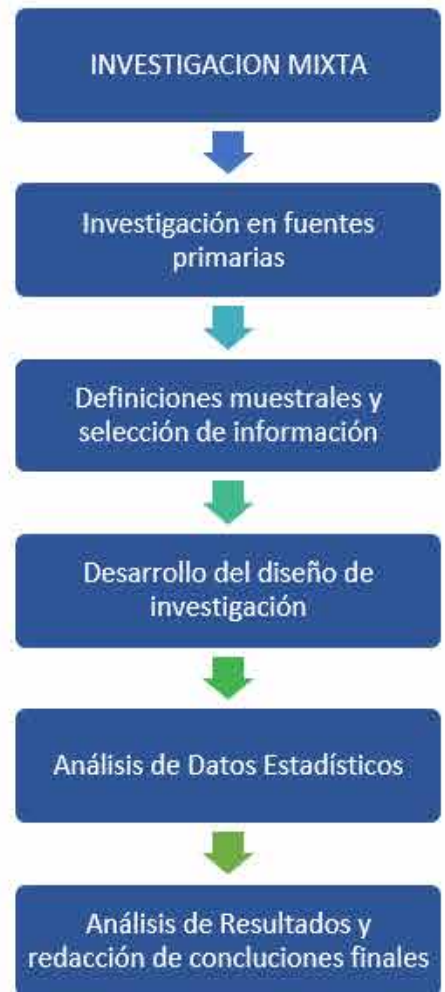 INVESTIGACION MIXTA
Investigación en fuentes
primarias
Definiciones muestrales y
selección de información
Desarrollo del diseño de
investigación
Análisis de Datos Estadísticos
Análisis de Resultados y
redacción de concluciones finales